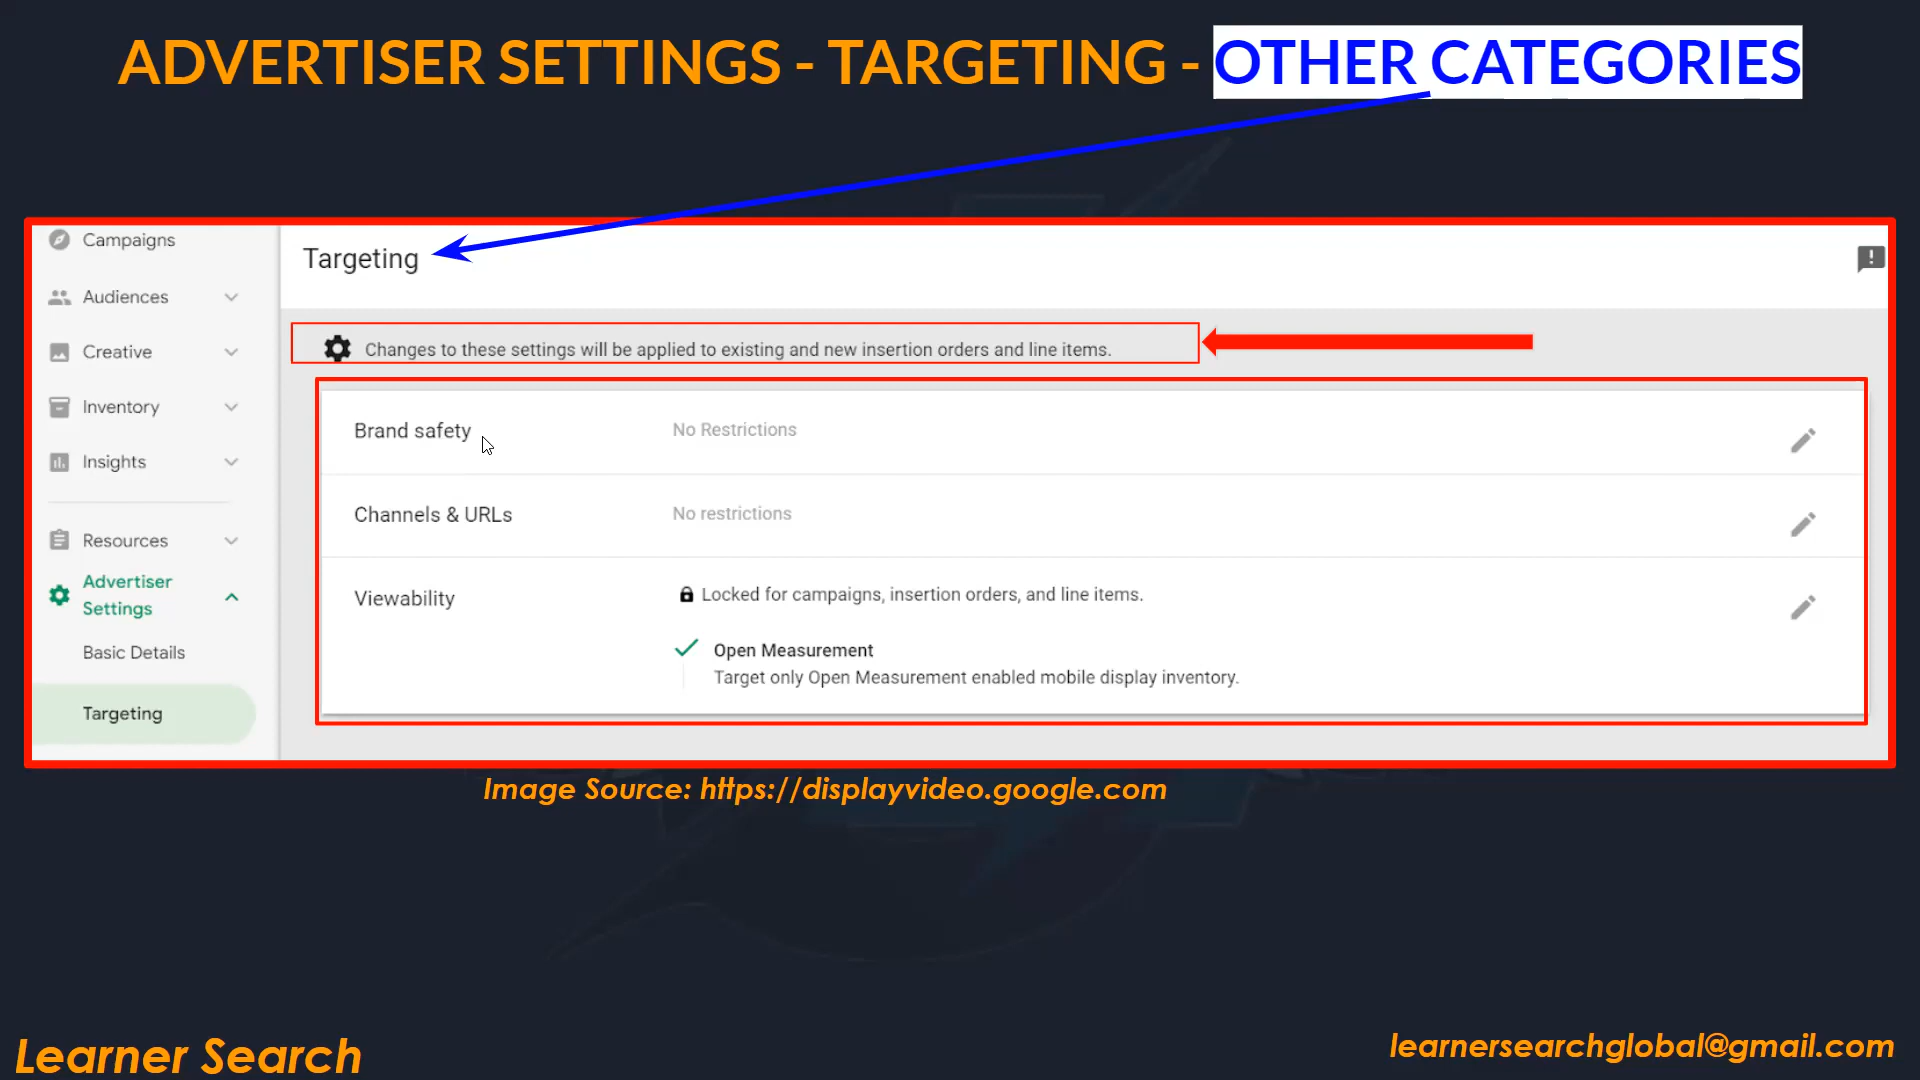 ADVERTISER SETTINGS - TARGETING - OTHER CATEGORIES
Campaigns
Audiences
Creative
Inventory
Insights
Resources
Advertiser
Settings
Basic Details
Targeting
Targeting
Changes to these settings will be applied to existing and new insertion orders and line items.
Brand safety No Restrictions
Channels & URLs No restrictions
Viewability Locked for campaigns, insertion orders, and line items.
Open Measurement
Target only Open Measurement enabled mobile display inventory.
Image Source: https://displayvideo.google.com
Learner Search
learnersearchglobal@gmail.com